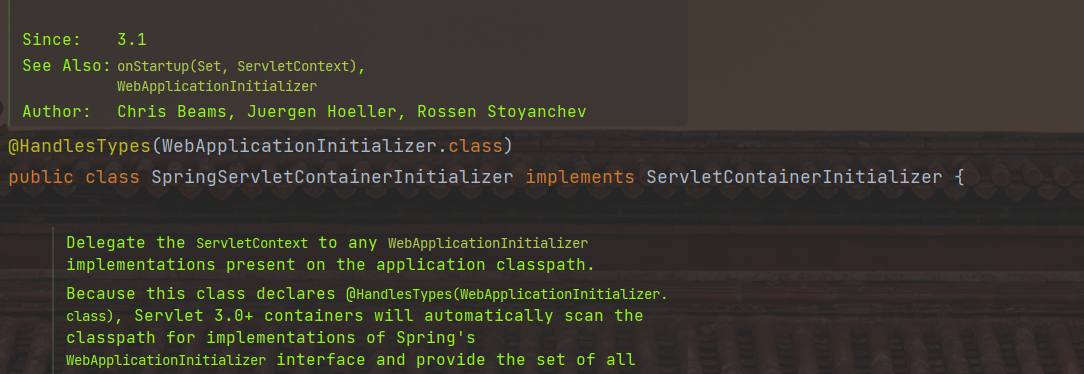 Since: 3.1
See Also: onStartup(Set, ServletContext),
WebApplicationInitializer
Author: Chris Beams, Juergen Hoeller, Rossen Stoyanchev
@HandlesTypes(WebApplicationInitializer.class)
public class SpringServletContainerInitializer implements ServletContainerInitializer {
Delegate the ServletContext to any WebApplicationInitializer
implementations present on the application classpath.
Because this class declares @HandlesTypes(WebApplicationInitializer.
class), Servlet 3.0+ containers will automatically scan the
classpath for implementations of Spring's
WebApplicationInitializer interface and provide the set of all